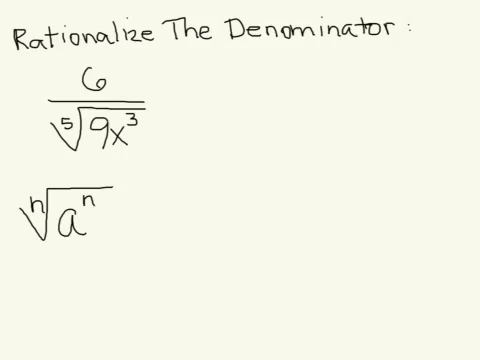 Rationalize The Denominator:
6
⁵√9x³
ⁿ√aⁿ